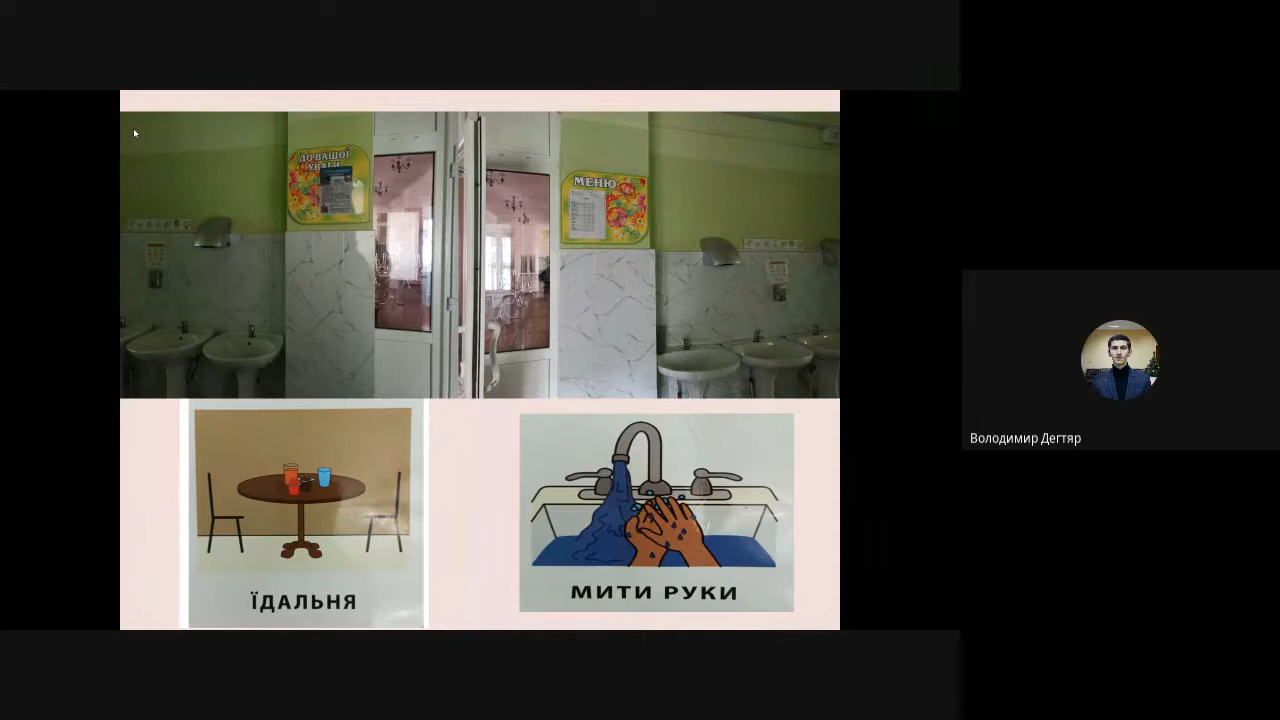 ДО ВАШОЇ
УВАГИ
МЕНЮ
ЇДАЛЬНЯ
МИТИ РУКИ
Володимир Дегтяр